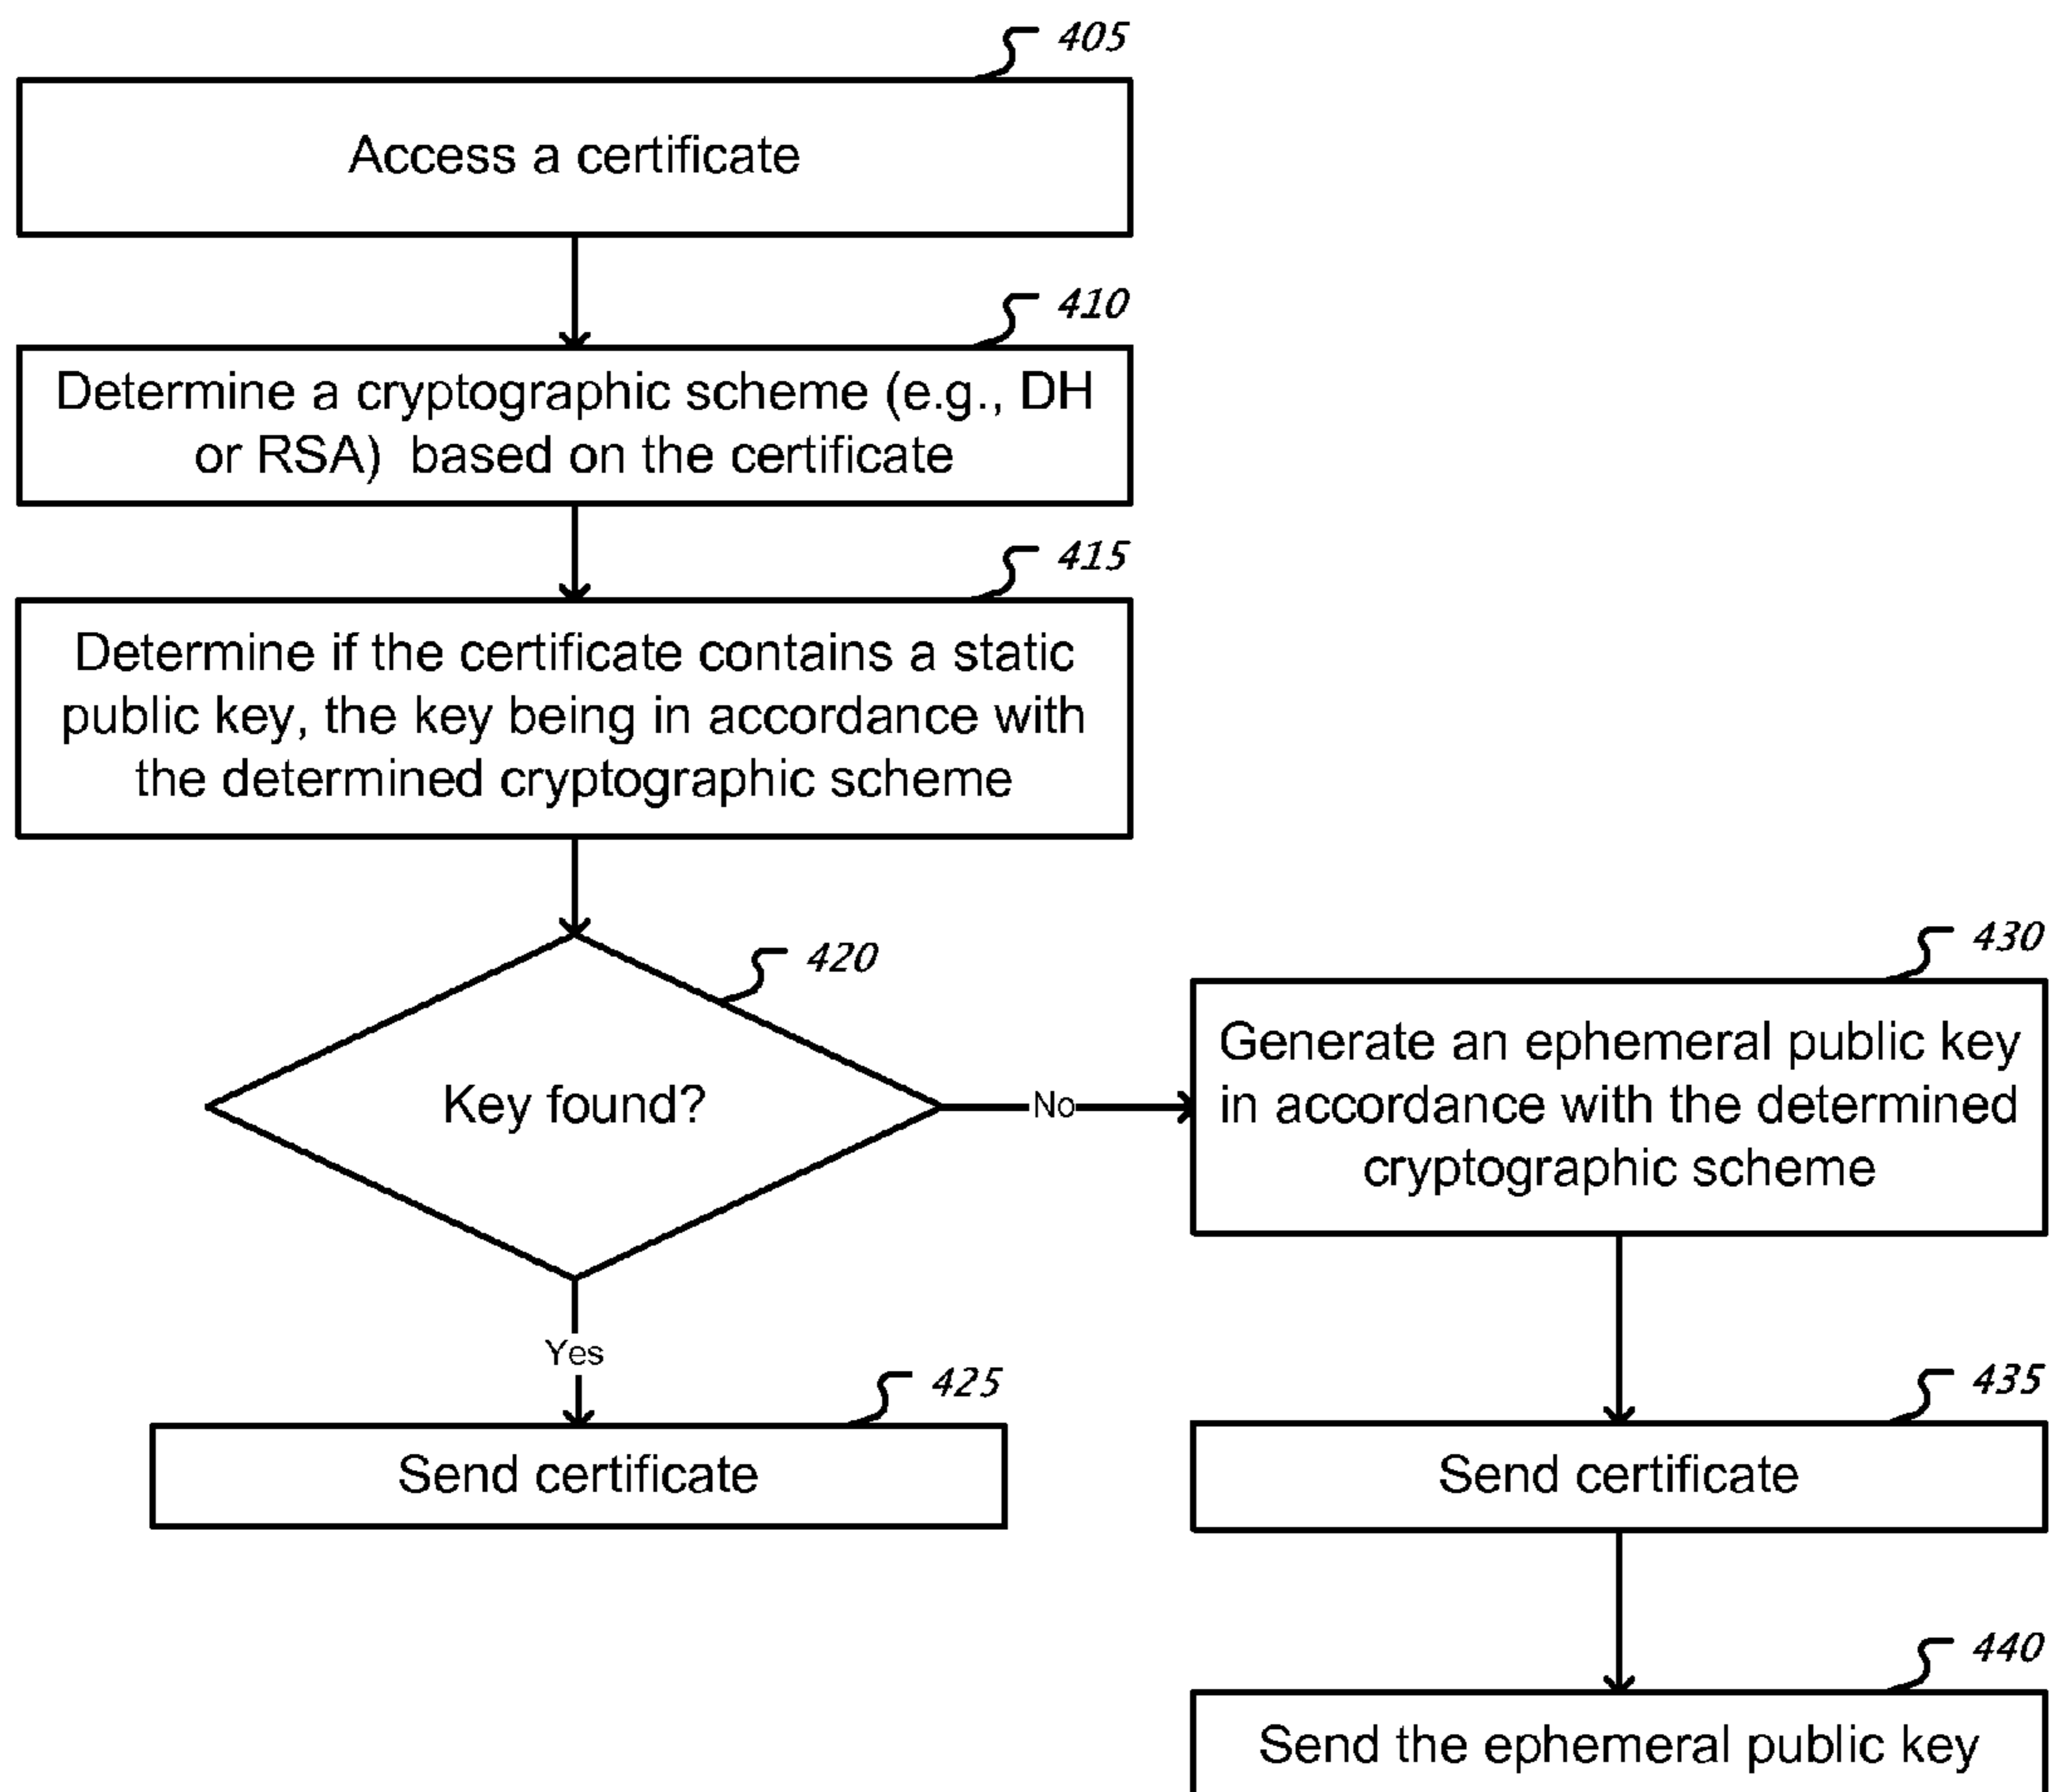 405
Access a certificate
410
Determine a cryptographic scheme (e.g., DH
or RSA) based on the certificate
415
Determine if the certificate contains a static
public key, the key being in accordance with
the determined cryptographic scheme
420
Key found?
No
430
Generate an ephemeral public key
in accordance with the determined
cryptographic scheme
Yes
425
Send certificate
435
Send certificate
440
Send the ephemeral public key